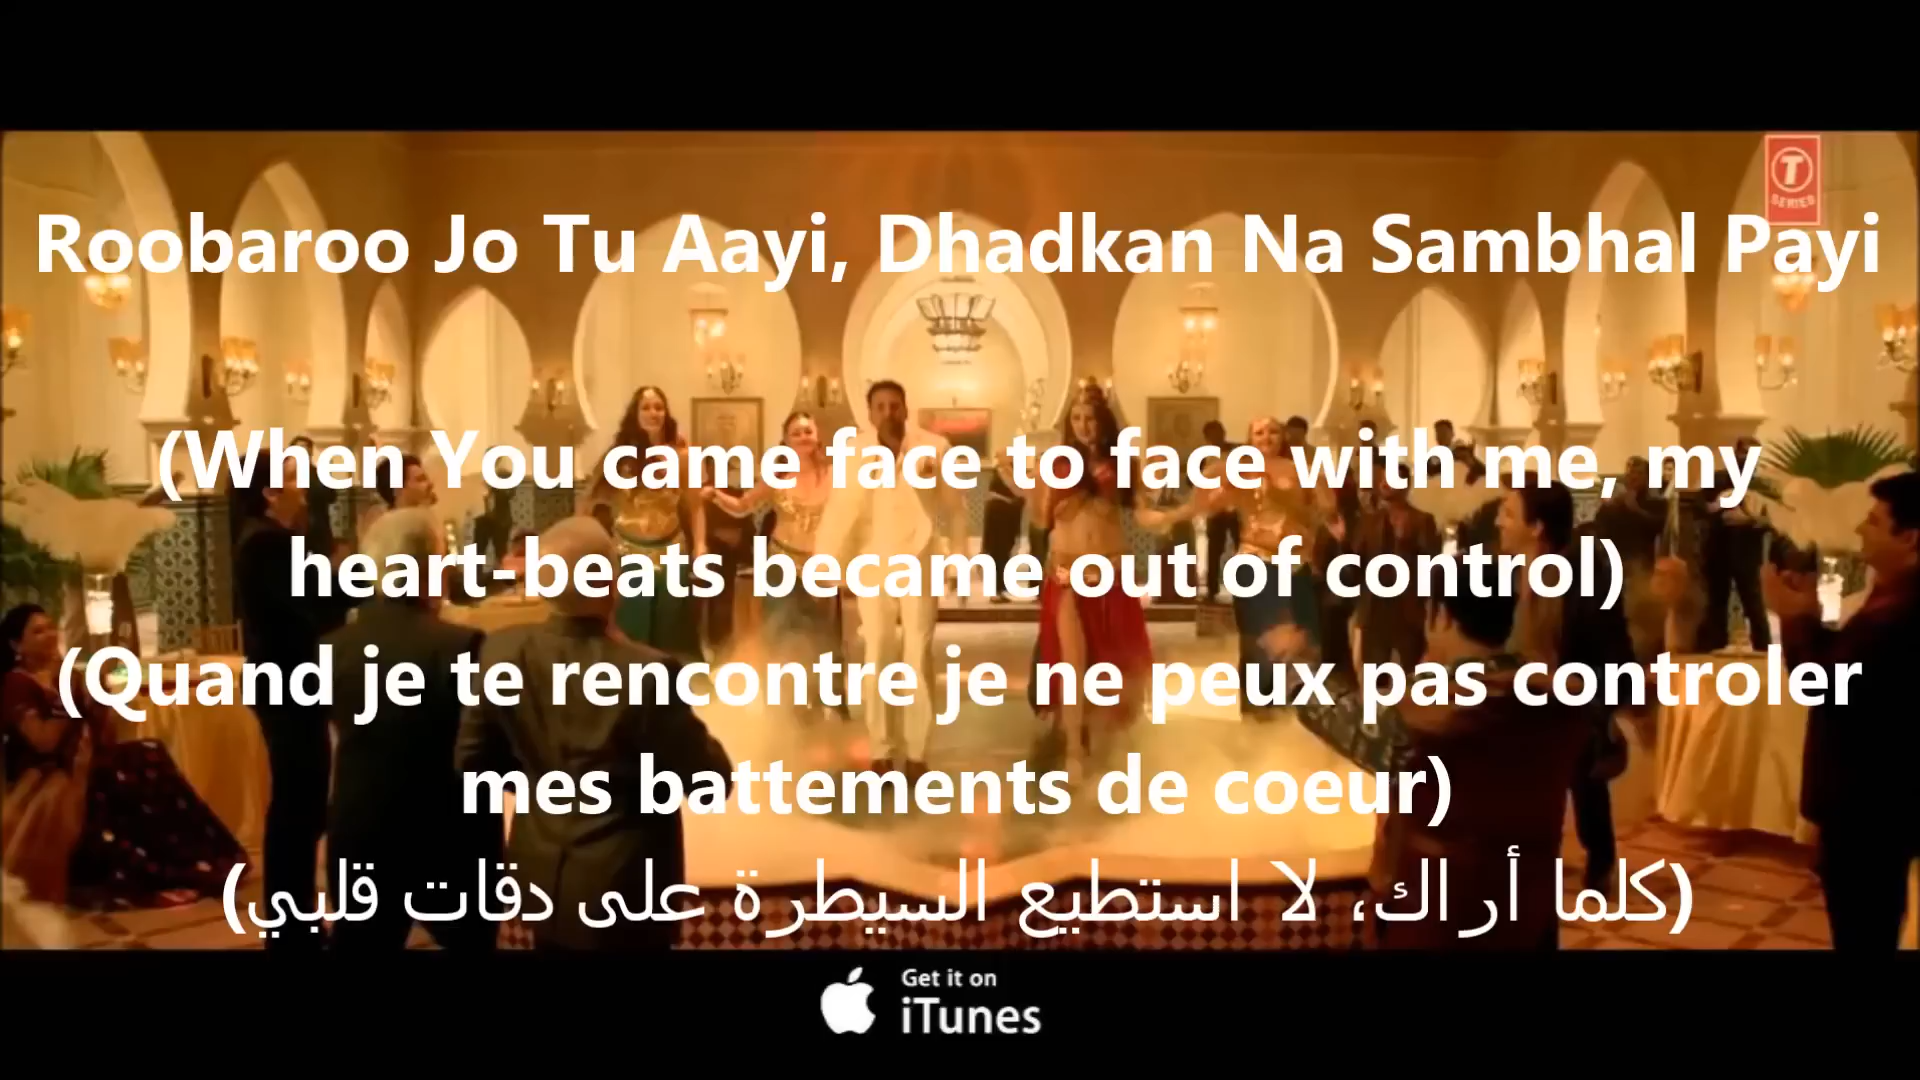 T
SERIES
Roobaroo Jo Tu Aayi, Dhadkan Na Sambhal Payi
(When You came face to face with me, my
heart-beats became out of control)
(Quand je te rencontre je ne peux pas controler
mes battements de coeur)
(كلما أراك، لا استطيع السيطرة على دقات قلبي)
Get it on
iTunes